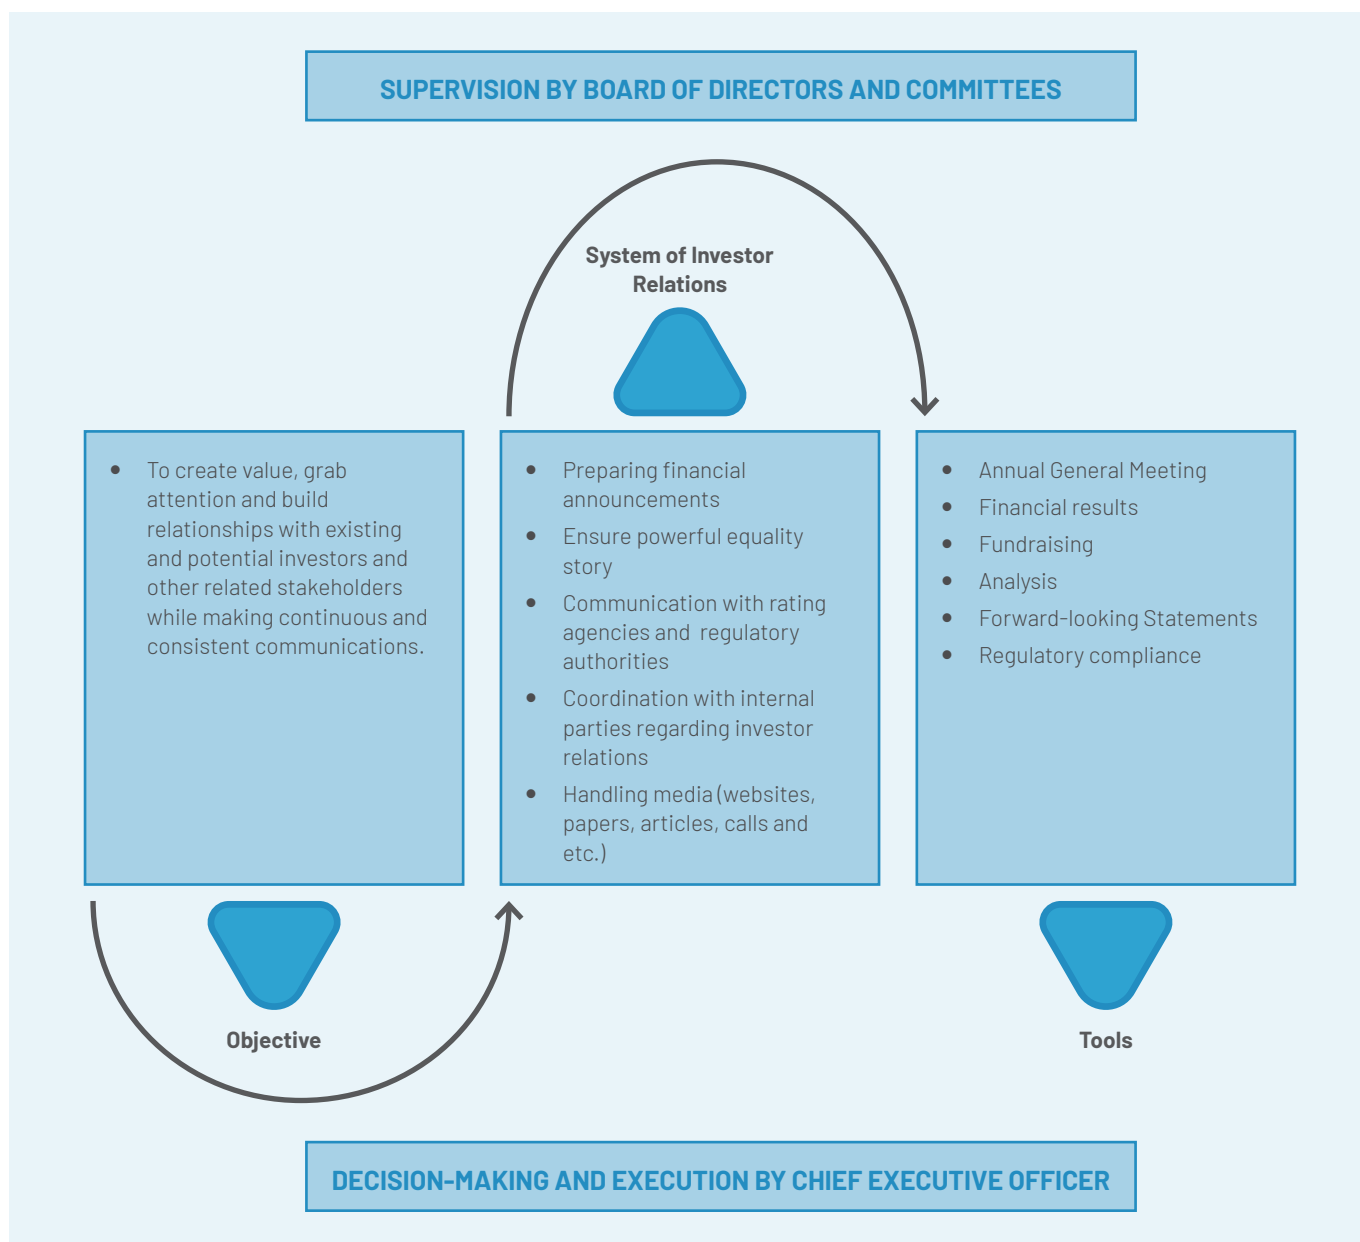 SUPERVISION BY BOARD OF DIRECTORS AND COMMITTEES
System of Investor
Relations
• To create value, grab
attention and build
relationships with existing
and potential investors and
other related stakeholders
while making continuous and
consistent communications.
• Preparing financial
announcements
• Ensure powerful equality
story
• Communication with rating
agencies and regulatory
authorities
• Coordination with internal
parties regarding investor
relations
• Handling media (websites,
papers, articles, calls and
etc.)
• Annual General Meeting
• Financial results
• Fundraising
• Analysis
• Forward-looking Statements
• Regulatory compliance
Objective
Tools
DECISION-MAKING AND EXECUTION BY CHIEF EXECUTIVE OFFICER